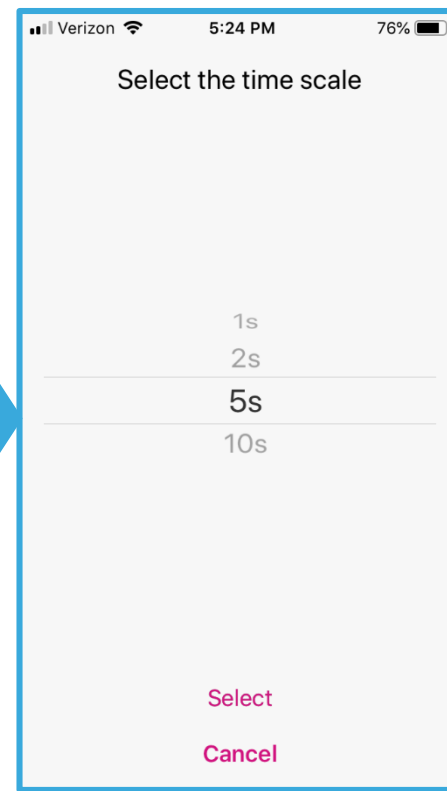 Verizon 5:24 PM 76%
Select the time scale
1s
2s
5s
10s
Select
Cancel